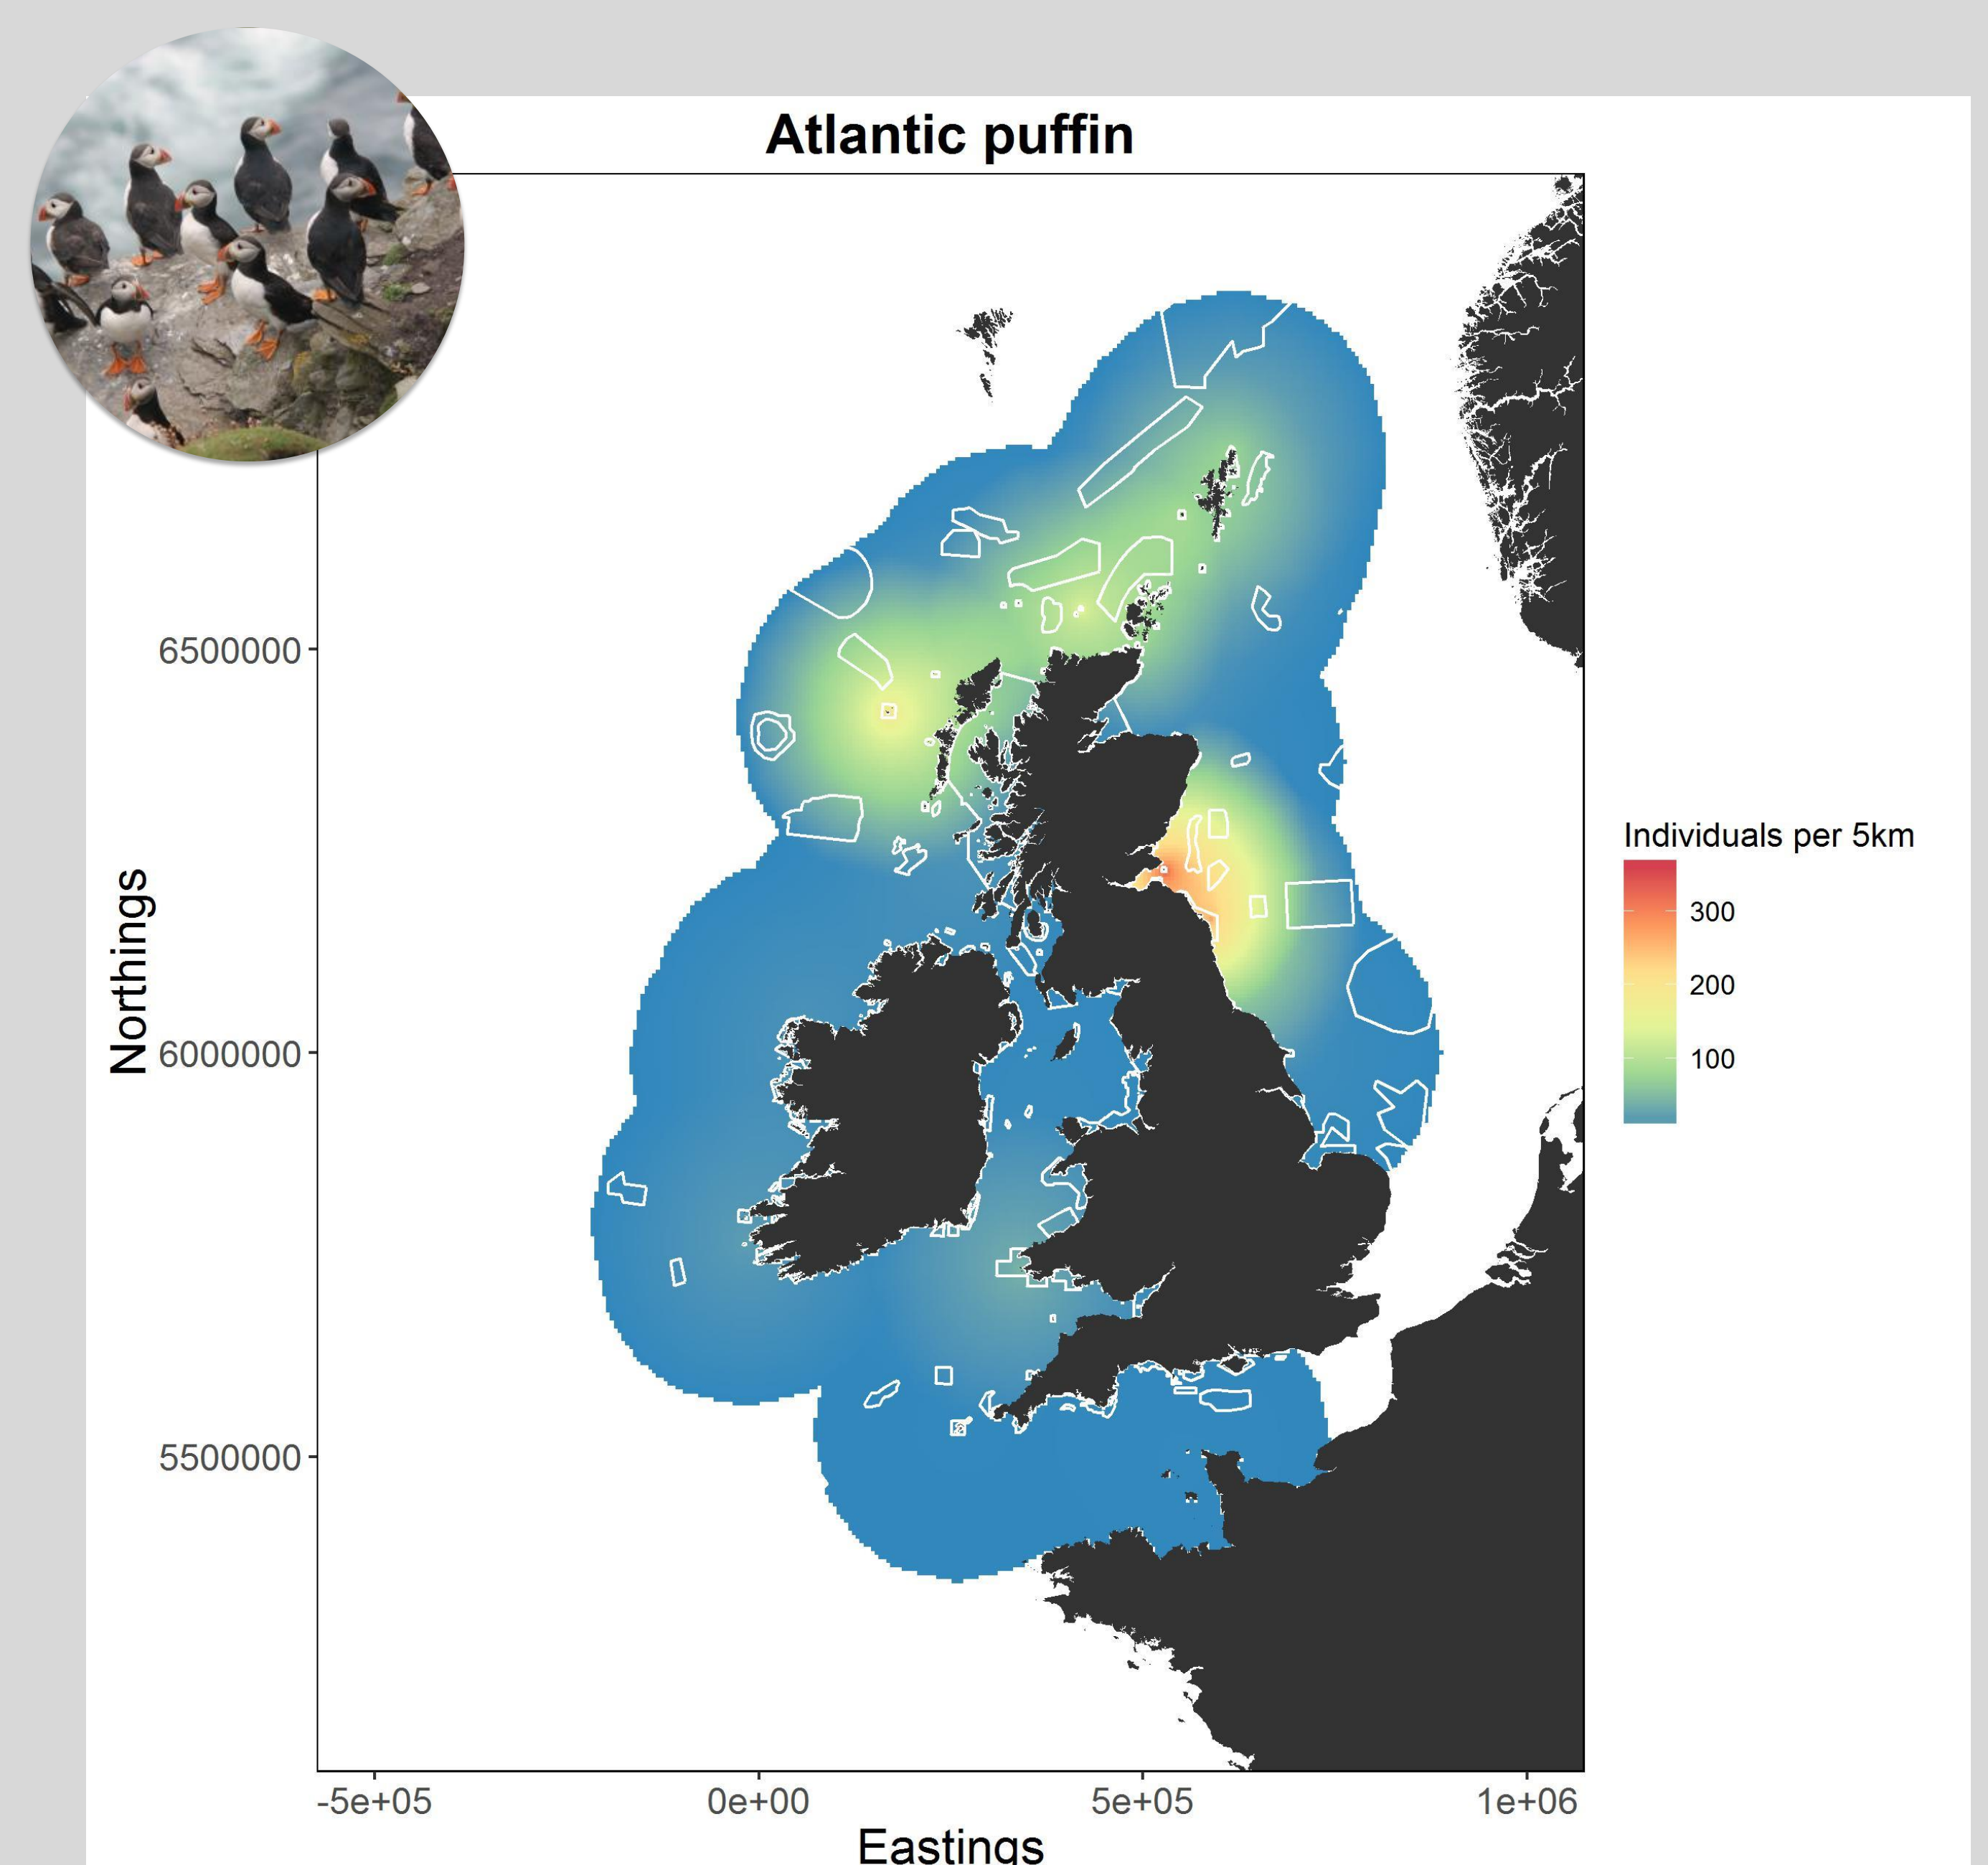 Atlantic puffin
Northings
6500000
6000000
5500000
-5e+05
0e+00
5e+05
1e+06
Eastings
Individuals per 5km
300
200
100